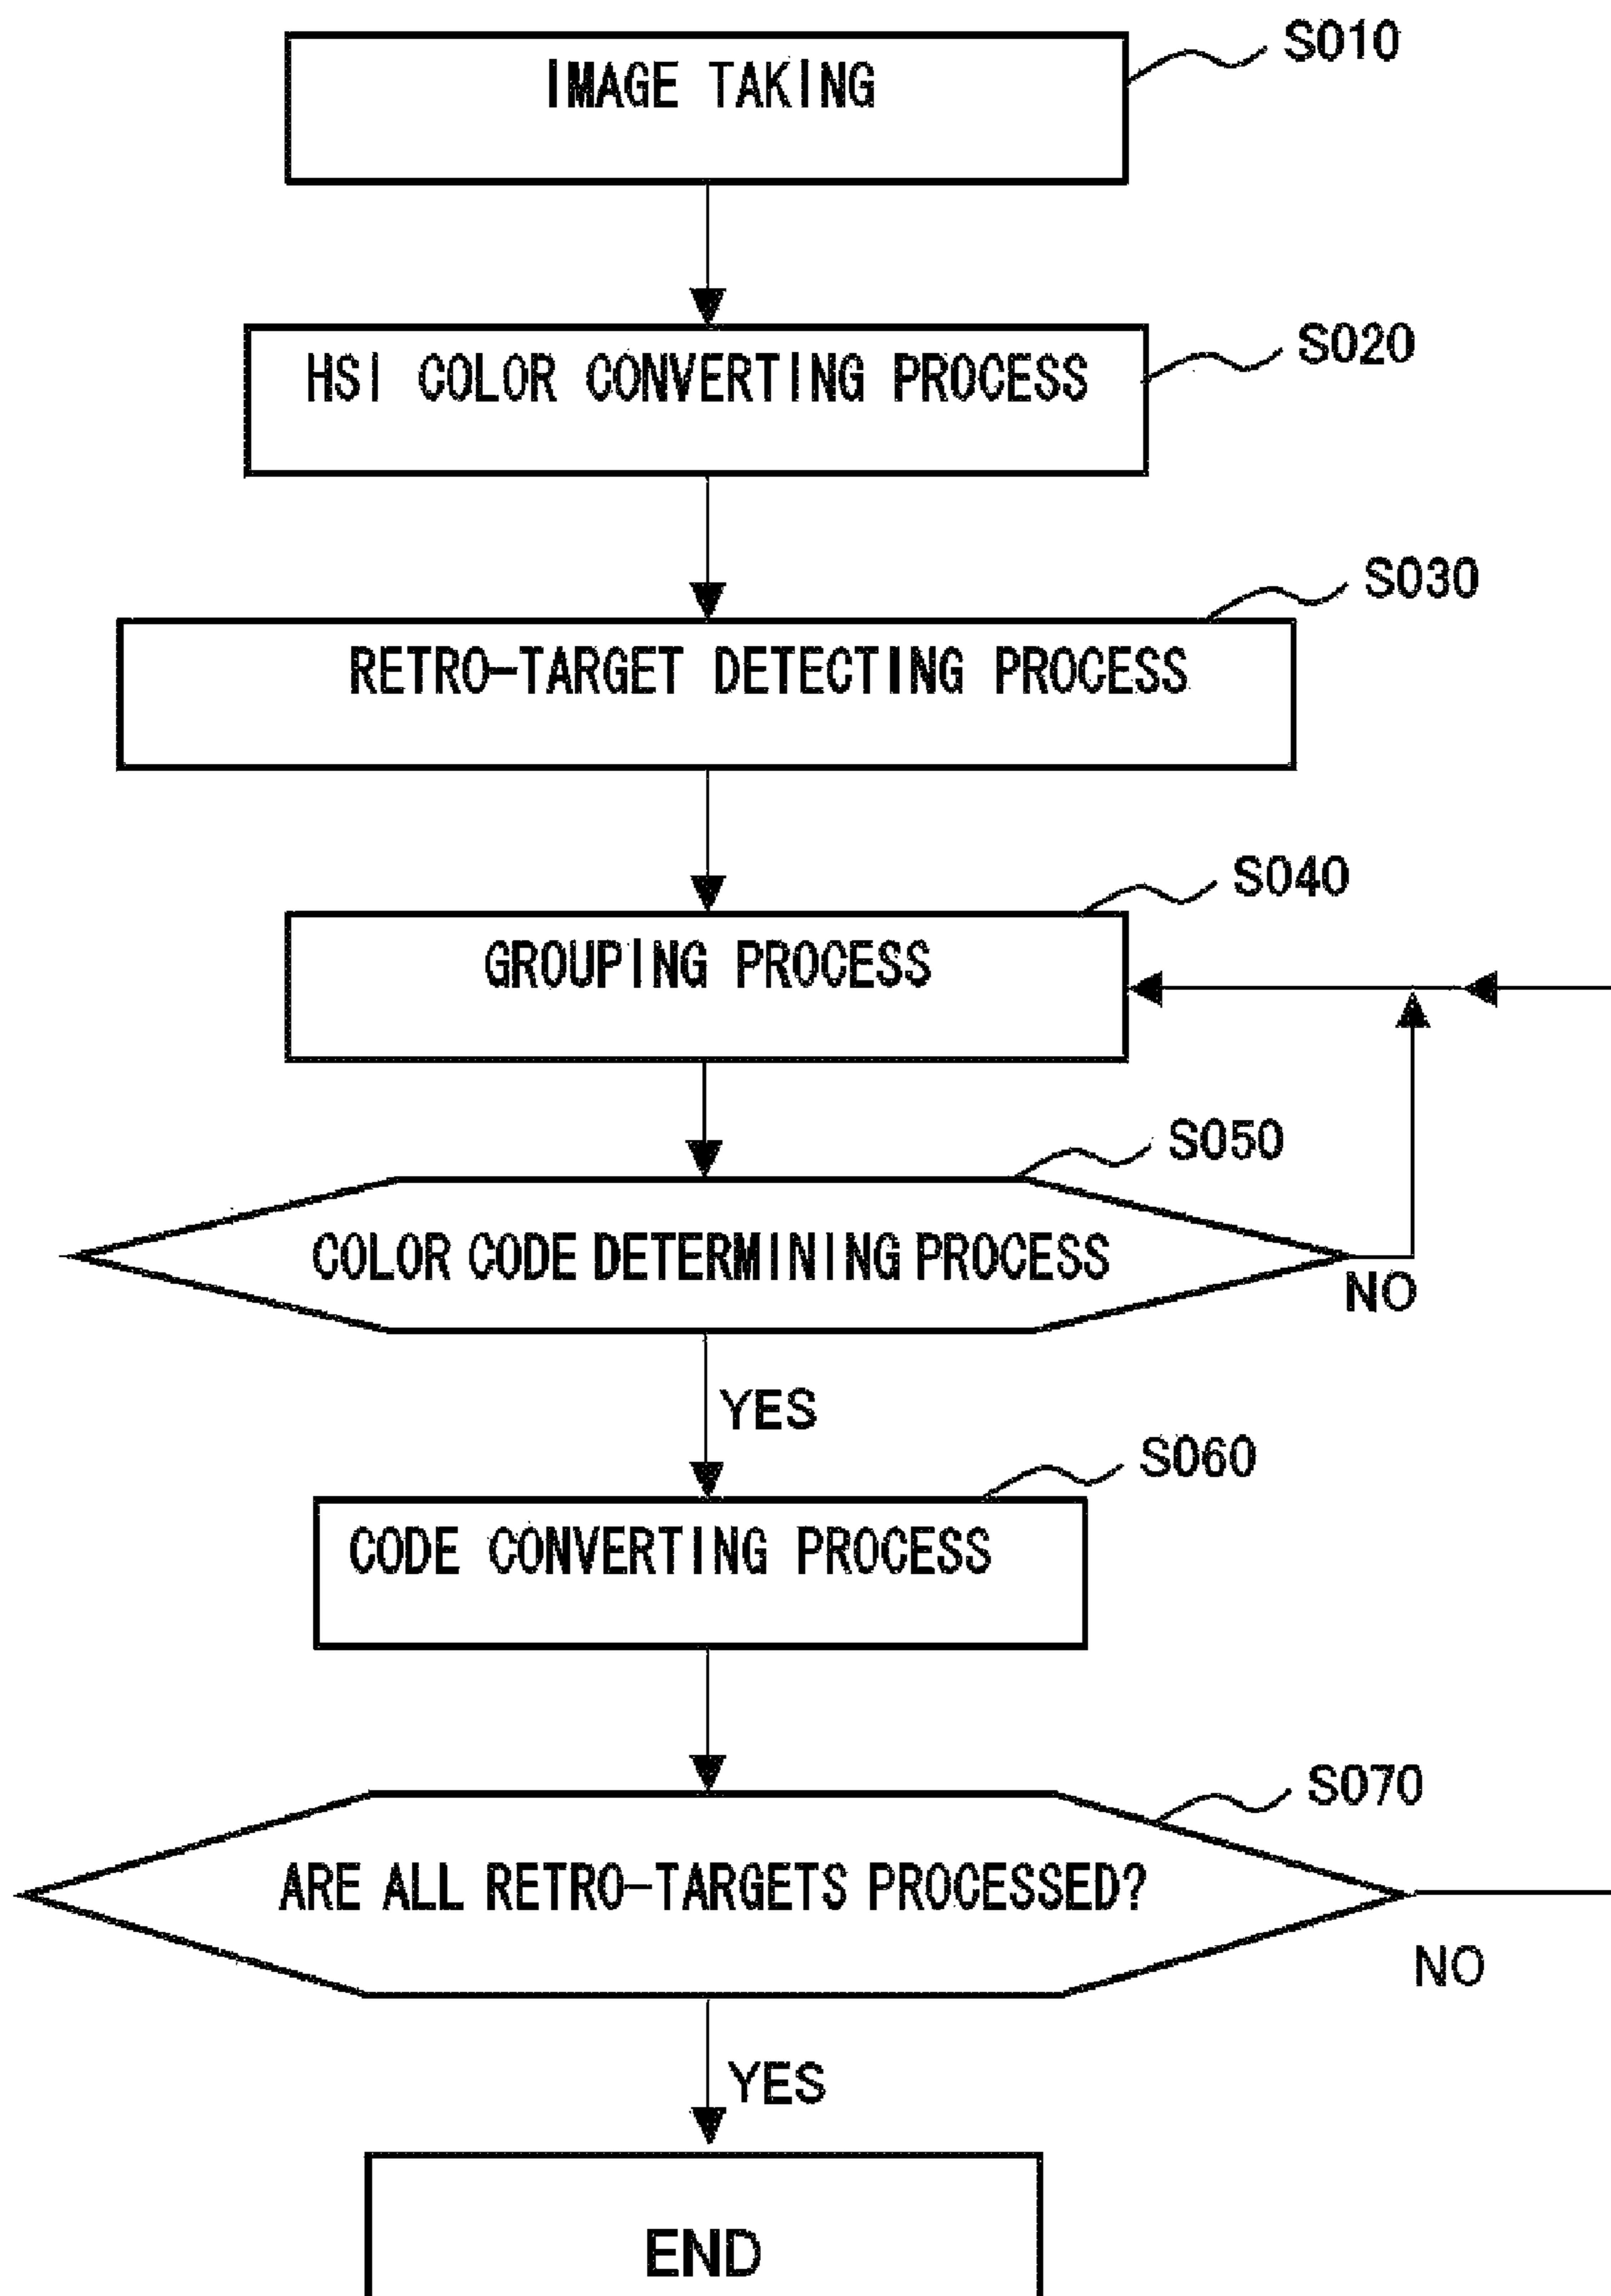 S010
IMAGE TAKING
S020
HSI COLOR CONVERTING PROCESS
S030
RETRO-TARGET DETECTING PROCESS
S040
GROUPING PROCESS
S050
COLOR CODE DETERMINING PROCESS
NO
YES
S060
CODE CONVERTING PROCESS
S070
ARE ALL RETRO-TARGETS PROCESSED?
NO
YES
END